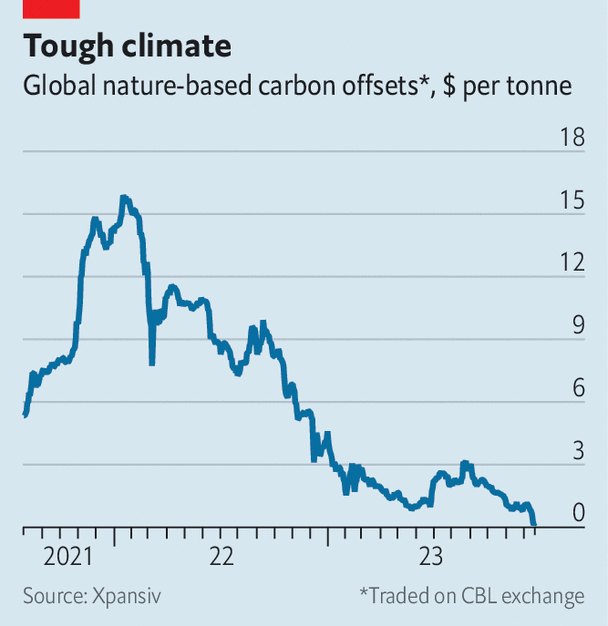 Tough climate
Global nature-based carbon offsets*, $ per tonne
18
15
12
9
6
3
0
2021 22 23
Source: Xpansiv *Traded on CBL exchange